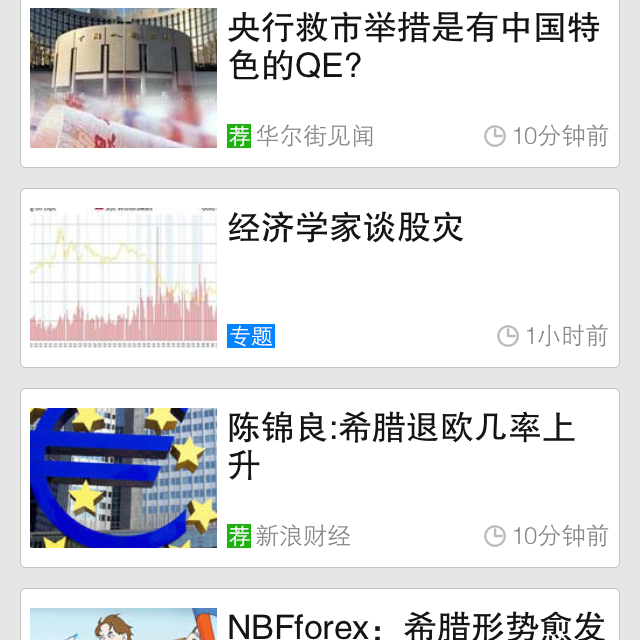 央行救市举措是有中国特
色的QE?
荐 华尔街见闻 10分钟前
经济学家谈股灾
专题 1小时前
陈锦良:希腊退欧几率上
升
荐 新浪财经 10分钟前
NBFforex：希腊形势愈发